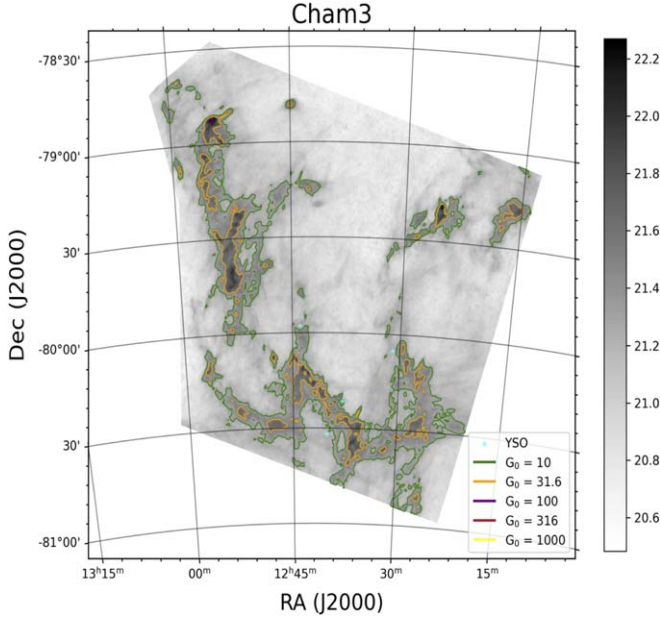 Cham3
-78°30'
-79°00'
30'
-80°00'
30'
-81°00'
Dec (J2000)
13ʰ15ᵐ 00ᵐ 12ʰ45ᵐ 30ᵐ 15ᵐ
RA (J2000)
YSO
G₀ = 10
G₀ = 31.6
G₀ = 100
G₀ = 316
G₀ = 1000
22.2
22.0
21.8
21.6
21.4
21.2
21.0
20.8
20.6